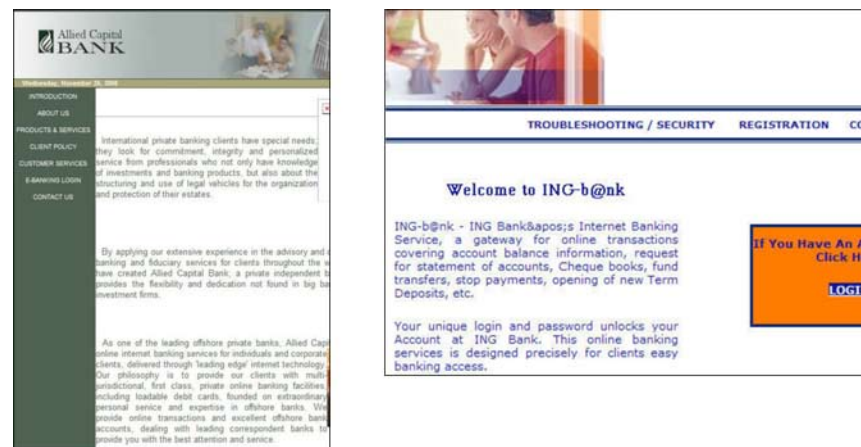 Allied Capital
BANK
Wednesday, November 26, 2008
INTRODUCTION
ABOUT US
PRODUCTS & SERVICES
CLIENT POLICY
CUSTOMER SERVICES
E-BANKING LOGIN
CONTACT US
International private banking clients have special needs;
they look for commitment, integrity and personalized
service from professionals who not only have knowledge
of investments and banking products, but also about the
structuring and use of legal vehicles for the organization
and protection of their estates.
By applying our extensive experience in the advisory and
banking and fiduciary services for clients throughout the
have created Allied Capital Bank, a private independent
provides the flexibility and dedication not found in big
investment firms.
As one of the leading offshore private banks, Allied Capi
online internet banking services for individuals and corporate
clients, delivered through 'leading edge' internet technology.
Our philosophy is to provide our clients with multi-
jurisdictional, first class, private online banking facilities,
including loadable debit cards, founded on extraordinary
personal service and expertise in offshore banks. We
provide online transactions and excellent offshore bank
accounts, dealing with leading correspondent banks to
provide you with the best attention and service.
TROUBLESHOOTING / SECURITY REGISTRATION CO
Welcome to ING-b@nk
ING-b@nk - ING Bank&apos;s Internet Banking
Service, a gateway for online transactions
covering account balance information, request
for statement of accounts, Cheque books, fund
transfers, stop payments, opening of new Term
Deposits, etc.
Your unique login and password unlocks your
Account at ING Bank. This online banking
services is designed precisely for clients easy
banking access.
If You Have An A
Click H
LOGI